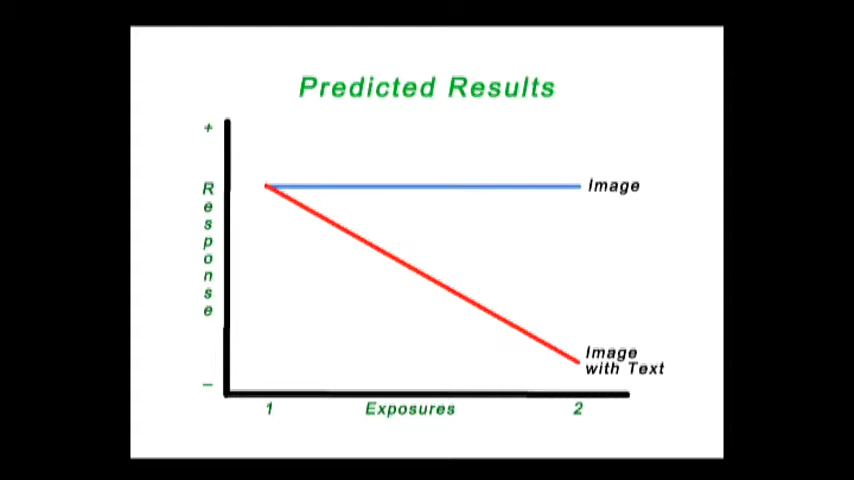 Predicted Results
+
Response
Image
Image
with Text
–
1 Exposures 2